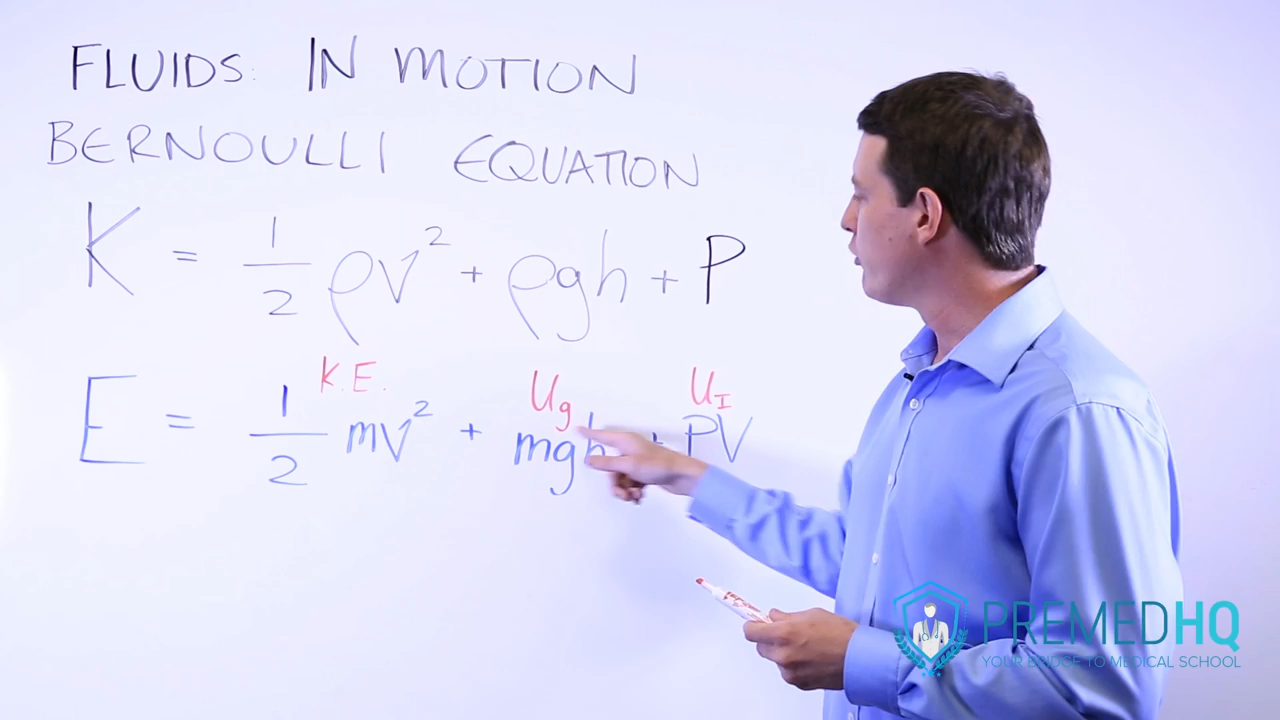 FLUIDS: IN MOTION
BERNOULLI EQUATION
K = 1/2 ρv² + ρgh + P
K.E. Ug UI
E = 1/2 mv² + mgh + PV
PREMEDHQ
YOUR BRIDGE TO MEDICAL SCHOOL